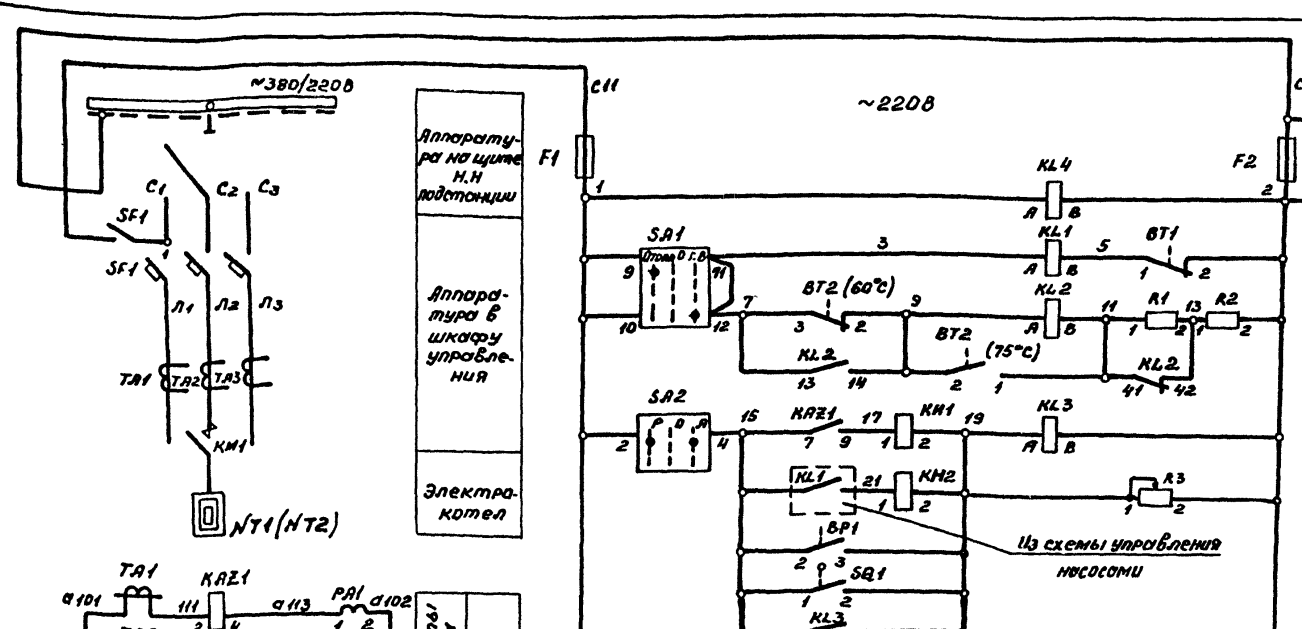 ~380/220В
C11
~220В
Аппарату-
ра на щите
Н.Н
подстанции
F1
F2
1
2
KL4
A
B
C1
C2
C3
SF1
1
SF1
SA1
Откл
O
Г.В
9
11
10
12
3
KL1
A
B
5
BT1
1
2
Л1
Л2
Л3
Аппара-
тура в
шкафу
управле-
ния
7
BT2 (60°C)
3
2
9
KL2
A
B
11
R1
1
2
13
R2
1
2
KL2
13
14
BT2
(75°C)
2
1
KL2
41
42
TA1
TA2
TA3
SA2
P
O
A
2
4
15
KAZ1
7
9
17
KH1
1
2
19
KL3
A
B
KM1
KL1
21
KH2
1
2
R3
1
2
Электро-
котел
NT1(NT2)
BP1
2
3
Из схемы управления
насосами
SQ1
1
2
KL3
TA1
KAZ1
PA1
a101
111
2
4
a113
1
2
a102